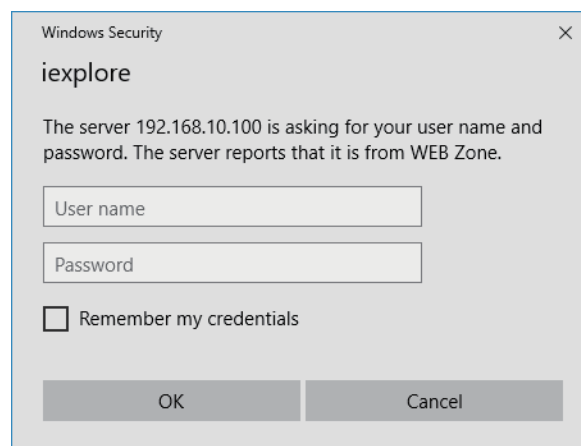 Windows Security
iexplore
The server 192.168.10.100 is asking for your user name and
password. The server reports that it is from WEB Zone.
User name
Password
Remember my credentials
OK
Cancel